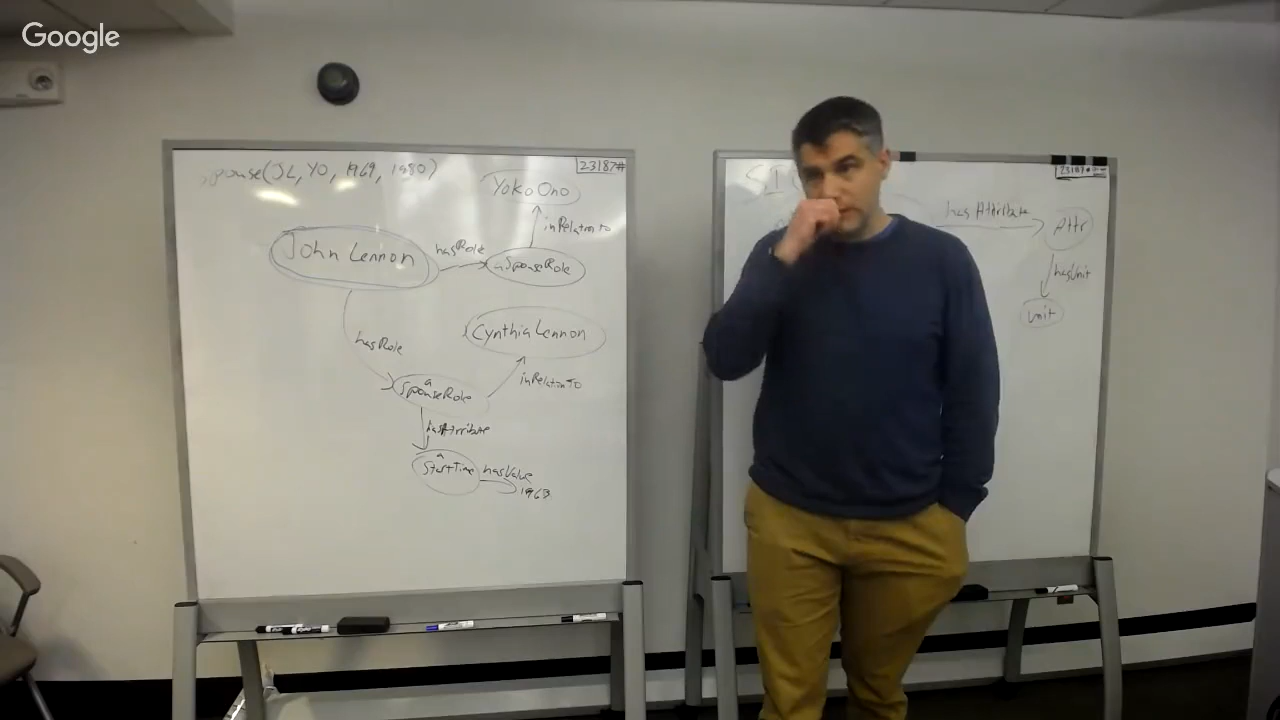 Google
spouse(JL, YO, 1969, 1980)
23187#
Yoko Ono
inRelationTo
John Lennon
hasRole
a SpouseRole
Cynthia Lennon
hasRole
inRelationTo
a
SpouseRole
hasAttribute
a
StartTime
hasValue
1963
hasAttribute
Attr
hasUnit
unit